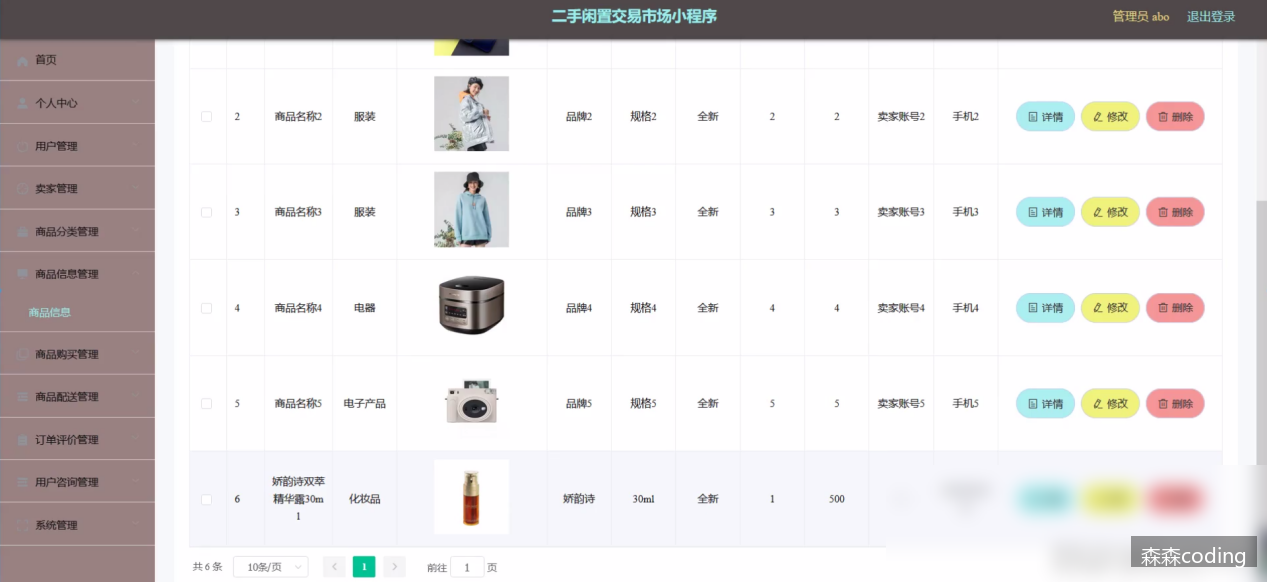 二手闲置交易市场小程序
管理员 abo 退出登录
首页
个人中心
用户管理
卖家管理
商品分类管理
商品信息管理
商品信息
商品购买管理
商品配送管理
订单评价管理
用户咨询管理
系统管理
2 商品名称2 服装 品牌2 规格2 全新 2 2 卖家账号2 手机2 详情 修改 删除
3 商品名称3 服装 品牌3 规格3 全新 3 3 卖家账号3 手机3 详情 修改 删除
4 商品名称4 电器 品牌4 规格4 全新 4 4 卖家账号4 手机4 详情 修改 删除
5 商品名称5 电子产品 品牌5 规格5 全新 5 5 卖家账号5 手机5 详情 修改 删除
娇韵诗双萃
6 精华露30m 化妆品 娇韵诗 30ml 全新 1 500
l
共 6 条 10条/页 1 前往 1 页
森森coding